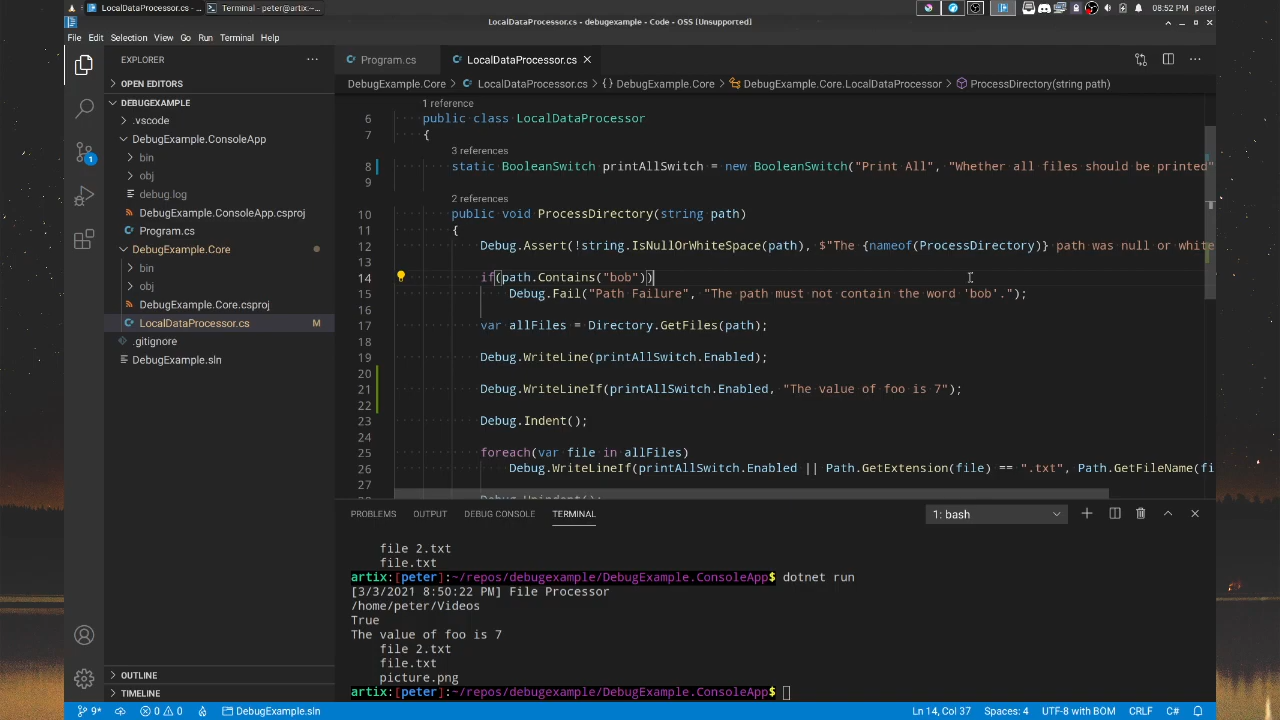 LocalDataProcessor.cs - Terminal - peter@artix:~ 08:52 PM peter
LocalDataProcessor.cs - debugexample - Code - OSS [Unsupported]
File Edit Selection View Go Run Terminal Help
EXPLORER
Program.cs LocalDataProcessor.cs
OPEN EDITORS
DebugExample.Core > LocalDataProcessor.cs > {} DebugExample.Core > DebugExample.Core.LocalDataProcessor > ProcessDirectory(string path)
DEBUGEXAMPLE
.vscode
DebugExample.ConsoleApp
bin
obj
debug.log
DebugExample.ConsoleApp.csproj
Program.cs
DebugExample.Core
bin
obj
DebugExample.Core.csproj
LocalDataProcessor.cs M
.gitignore
DebugExample.sln
OUTLINE
TIMELINE
1
1 reference
6 public class LocalDataProcessor
7 {
3 references
8 static BooleanSwitch printAllSwitch = new BooleanSwitch("Print All", "Whether all files should be printed"
9
2 references
10 public void ProcessDirectory(string path)
11 {
12 Debug.Assert(!string.IsNullOrWhiteSpace(path), $"The {nameof(ProcessDirectory)} path was null or white
13
14 if(path.Contains("bob"))
15 Debug.Fail("Path Failure", "The path must not contain the word 'bob'.");
16
17 var allFiles = Directory.GetFiles(path);
18
19 Debug.WriteLine(printAllSwitch.Enabled);
20
21 Debug.WriteLineIf(printAllSwitch.Enabled, "The value of foo is 7");
22
23 Debug.Indent();
24
25 foreach(var file in allFiles)
26 Debug.WriteLineIf(printAllSwitch.Enabled || Path.GetExtension(file) == ".txt", Path.GetFileName(fi
27
Debug.Unindent();
PROBLEMS OUTPUT DEBUG CONSOLE TERMINAL 1: bash
file 2.txt
file.txt
artix:[peter]:~/repos/debugexample/DebugExample.ConsoleApp$ dotnet run
[3/3/2021 8:50:22 PM] File Processor
/home/peter/Videos
True
The value of foo is 7
file 2.txt
file.txt
picture.png
artix:[peter]:~/repos/debugexample/DebugExample.ConsoleApp$
9* 0 0 DebugExample.sln Ln 14, Col 37 Spaces: 4 UTF-8 with BOM CRLF C#